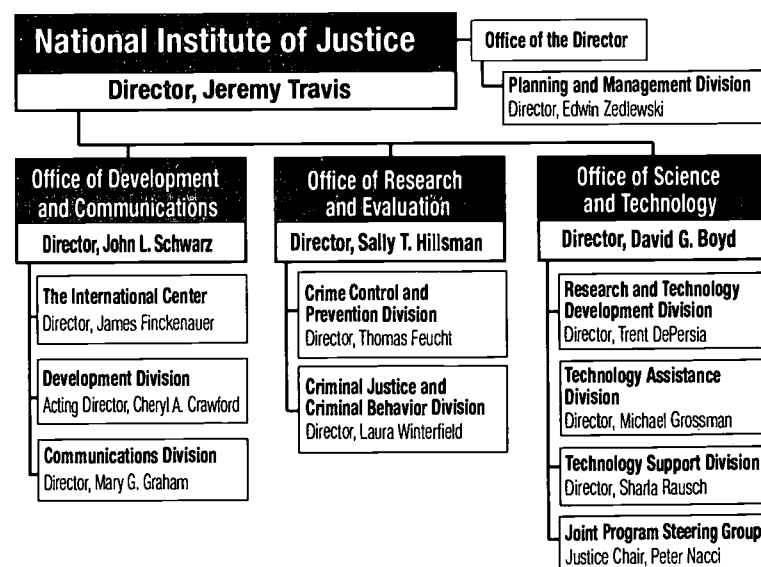 National Institute of Justice
Director, Jeremy Travis
Office of the Director
Planning and Management Division
Director, Edwin Zedlewski
Office of Development
and Communications
Director, John L. Schwarz
The International Center
Director, James Finckenauer
Development Division
Acting Director, Cheryl A. Crawford
Communications Division
Director, Mary G. Graham
Office of Research
and Evaluation
Director, Sally T. Hillsman
Crime Control and
Prevention Division
Director, Thomas Feucht
Criminal Justice and
Criminal Behavior Division
Director, Laura Winterfield
Office of Science
and Technology
Director, David G. Boyd
Research and Technology
Development Division
Director, Trent DePersia
Technology Assistance
Division
Director, Michael Grossman
Technology Support Division
Director, Sharla Rausch
Joint Program Steering Group
Justice Chair, Peter Nacci